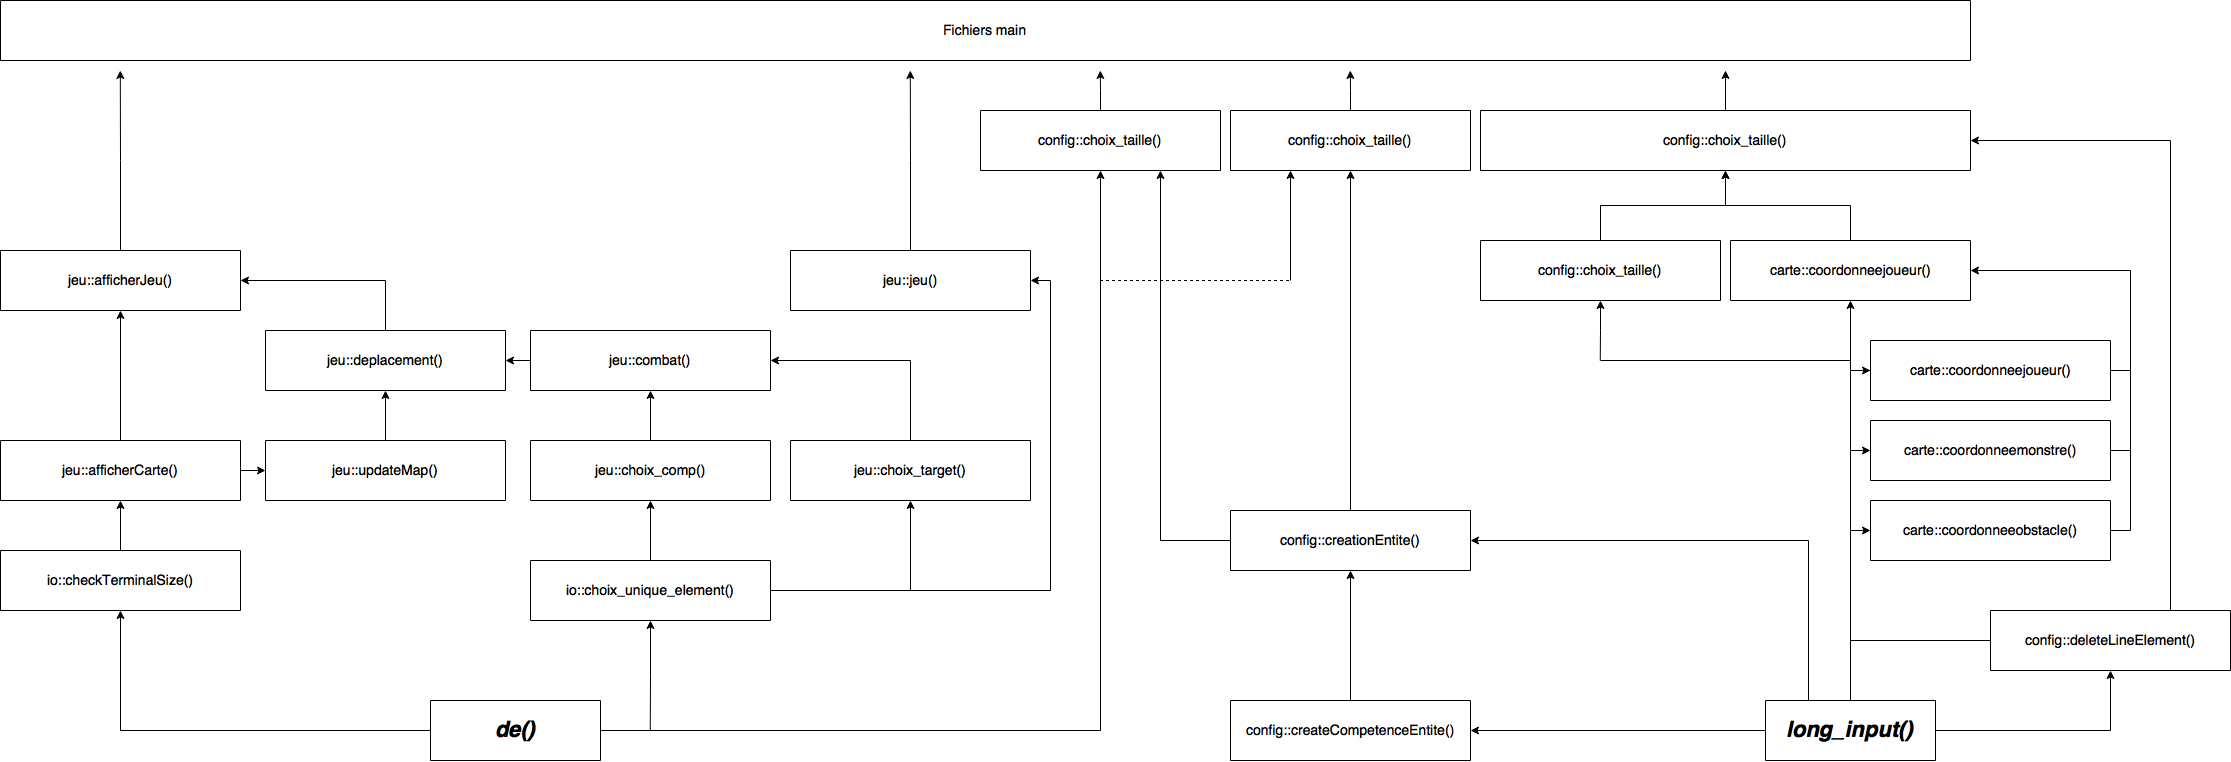 Fichiers main
config::choix_taille()
config::choix_taille()
config::choix_taille()
jeu::afficherJeu()
jeu::jeu()
config::choix_taille()
carte::coordonneejoueur()
jeu::deplacement()
jeu::combat()
carte::coordonneejoueur()
jeu::afficherCarte()
jeu::updateMap()
jeu::choix_comp()
jeu::choix_target()
carte::coordonneemonstre()
config::creationEntite()
carte::coordonneeobstacle()
io::checkTerminalSize()
io::choix_unique_element()
config::deleteLineElement()
de()
config::createCompetenceEntite()
long_input()